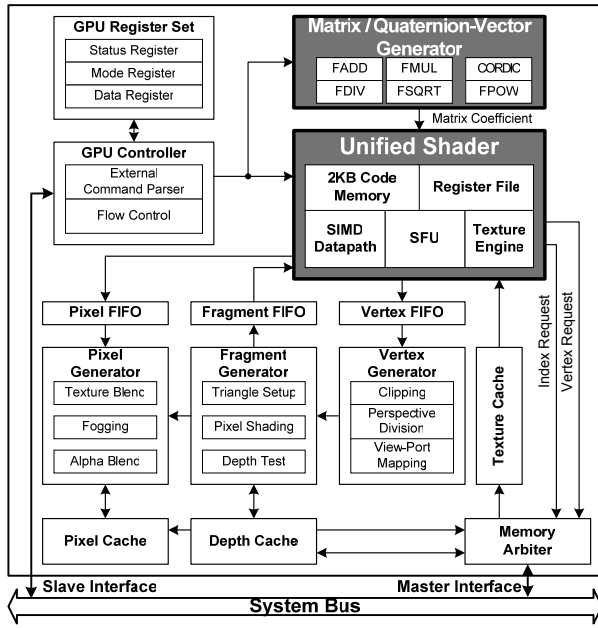 GPU Register Set
Status Register
Mode Register
Data Register
Matrix / Quaternion-Vector
Generator
FADD
FMUL
CORDIC
FDIV
FSQRT
FPOW
Matrix Coefficient
GPU Controller
External
Command Parser
Flow Control
Unified Shader
2KB Code
Memory
Register File
SIMD
Datapath
SFU
Texture
Engine
Pixel FIFO
Fragment FIFO
Vertex FIFO
Index Request
Vertex Request
Pixel
Generator
Texture Blend
Fogging
Alpha Blend
Fragment
Generator
Triangle Setup
Pixel Shading
Depth Test
Vertex
Generator
Clipping
Perspective
Division
View-Port
Mapping
Texture Cache
Pixel Cache
Depth Cache
Memory
Arbiter
Slave Interface
Master Interface
System Bus